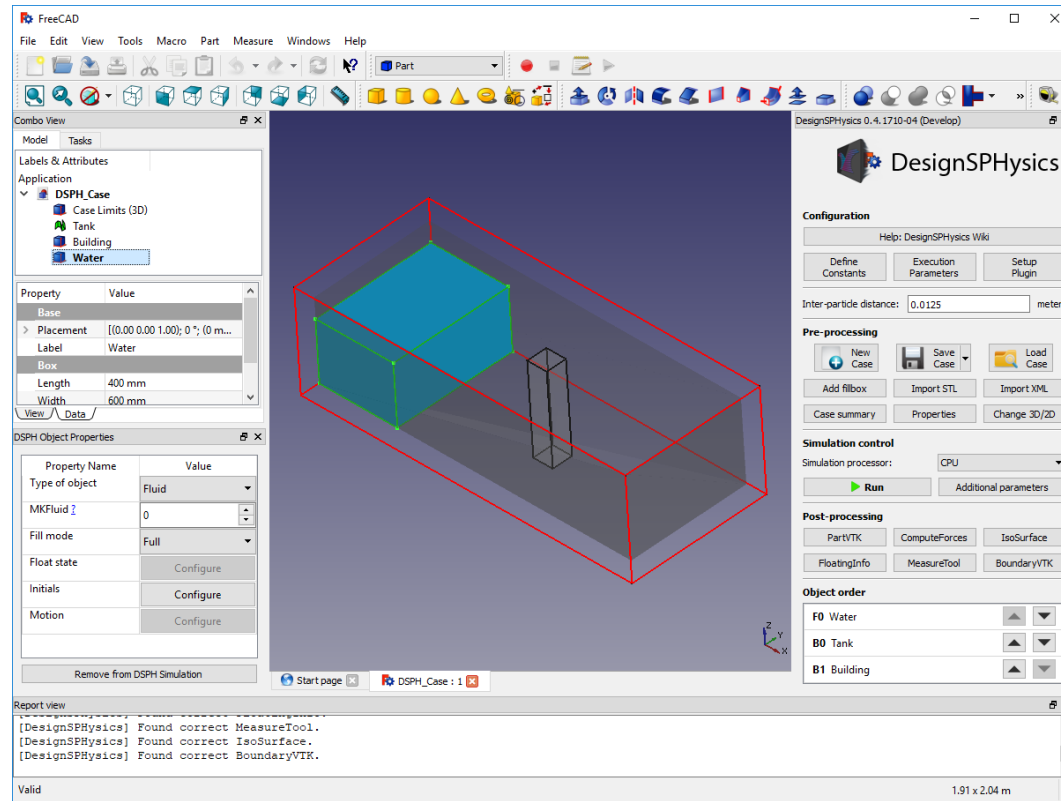 FreeCAD
File Edit View Tools Macro Part Measure Windows Help
Part
Combo View
Model Tasks
Labels & Attributes
Application
DSPH_Case
Case Limits (3D)
Tank
Building
Water
Property Value
Base
Placement [(0.00 0.00 1.00); 0 °; (0 m...
Label Water
Box
Length 400 mm
Width 600 mm
View Data
DSPH Object Properties
Property Name Value
Type of object Fluid
MKFluid ? 0
Fill mode Full
Float state Configure
Initials Configure
Motion Configure
Remove from DSPH Simulation
Z
Y
X
Start page
DSPH_Case : 1
DesignSPHysics 0.4.1710-04 (Develop)
DesignSPHysics
Configuration
Help: DesignSPHysics Wiki
Define Constants
Execution Parameters
Setup Plugin
Inter-particle distance: 0.0125 meter
Pre-processing
New Case
Save Case
Load Case
Add fillbox Import STL Import XML
Case summary Properties Change 3D/2D
Simulation control
Simulation processor: CPU
Run Additional parameters
Post-processing
PartVTK ComputeForces IsoSurface
FloatingInfo MeasureTool BoundaryVTK
Object order
F0 Water
B0 Tank
B1 Building
Report view
[DesignSPHysics] Found correct FloatingInfo.
[DesignSPHysics] Found correct MeasureTool.
[DesignSPHysics] Found correct IsoSurface.
[DesignSPHysics] Found correct BoundaryVTK.
Valid
1.91 x 2.04 m